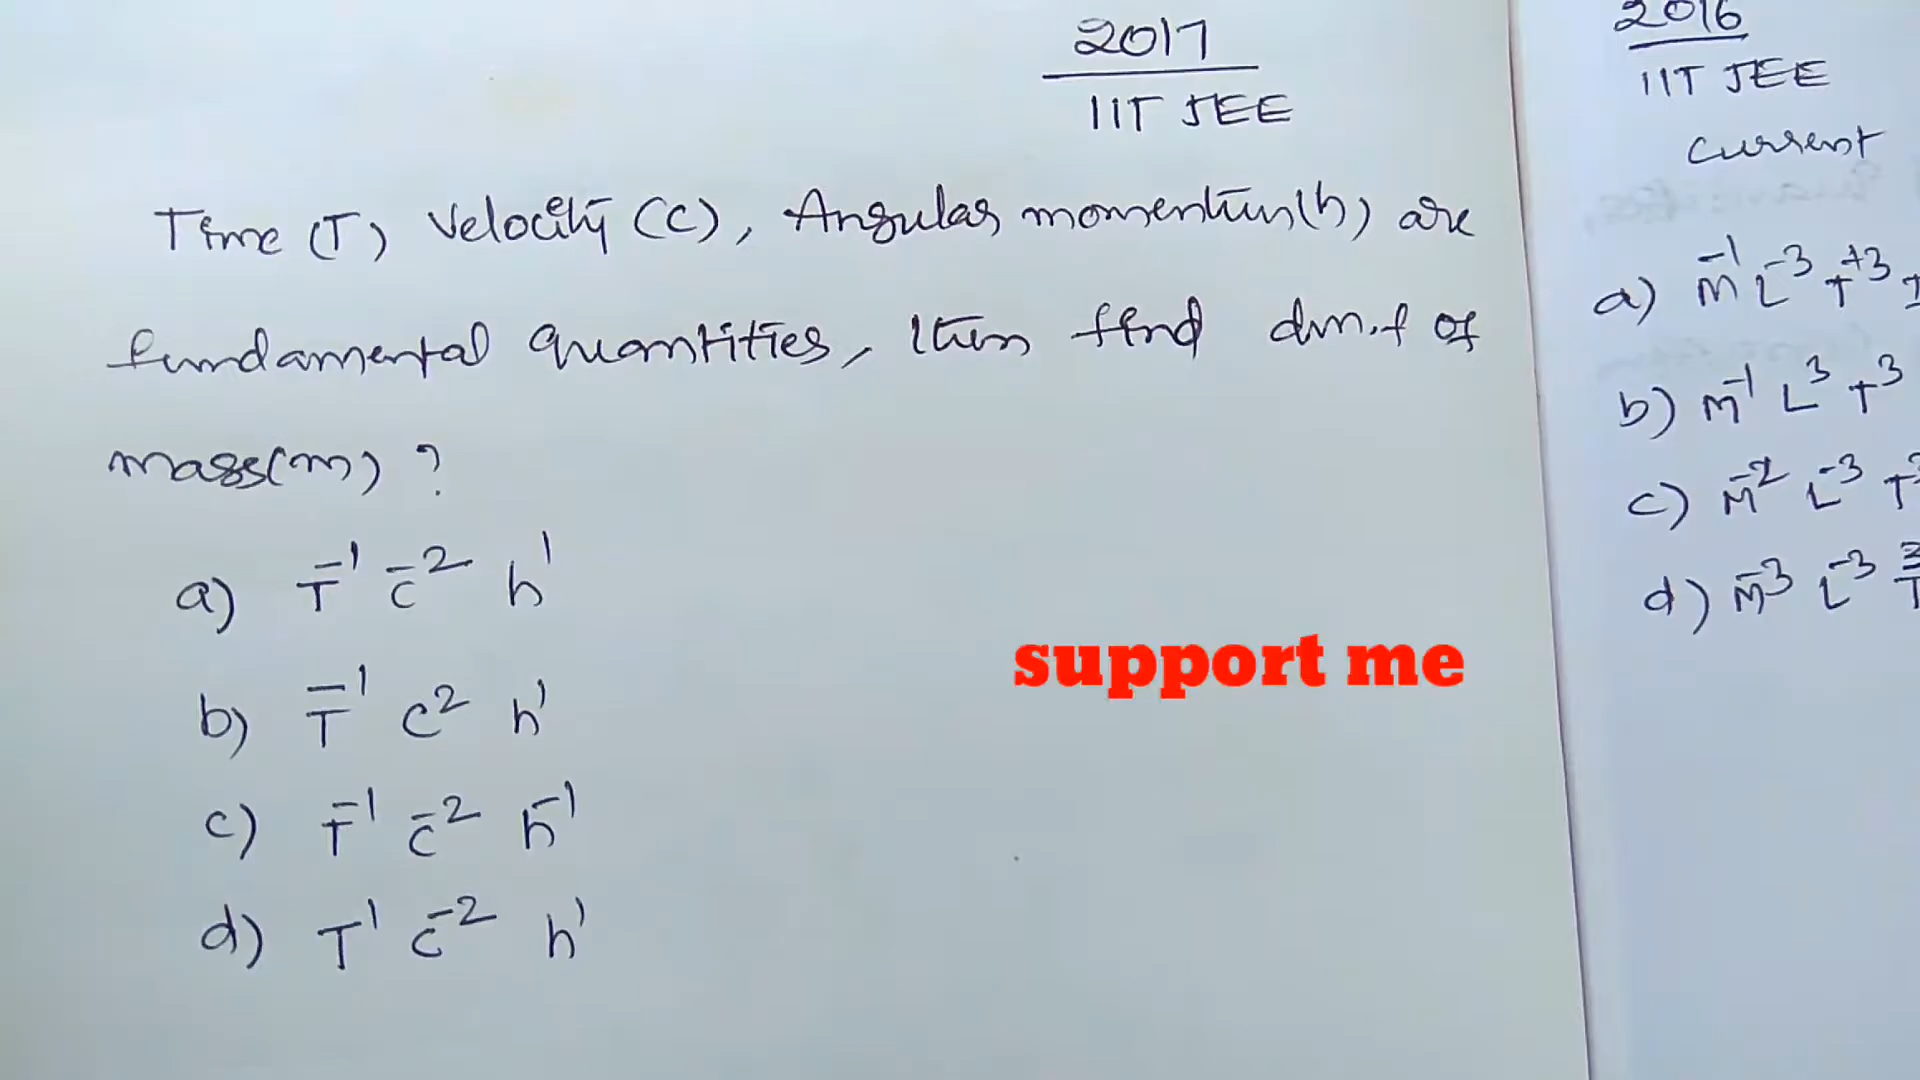 2017
IIT JEE
Time (T) Velocity (C), Angular momentum(h) are
fundamental quantities, then find dm.f of
mass(m) ?
a) T⁻¹ C⁻² h¹
b) T⁻¹ C² h¹
c) T⁻¹ C⁻² h⁻¹
d) T¹ C⁻² h¹
support me
2016
IIT JEE
current
a) M⁻¹ L⁻³ T⁺³
b) M⁻¹ L³ T³
c) M⁻² L⁻³
d) M⁻³ L⁻³